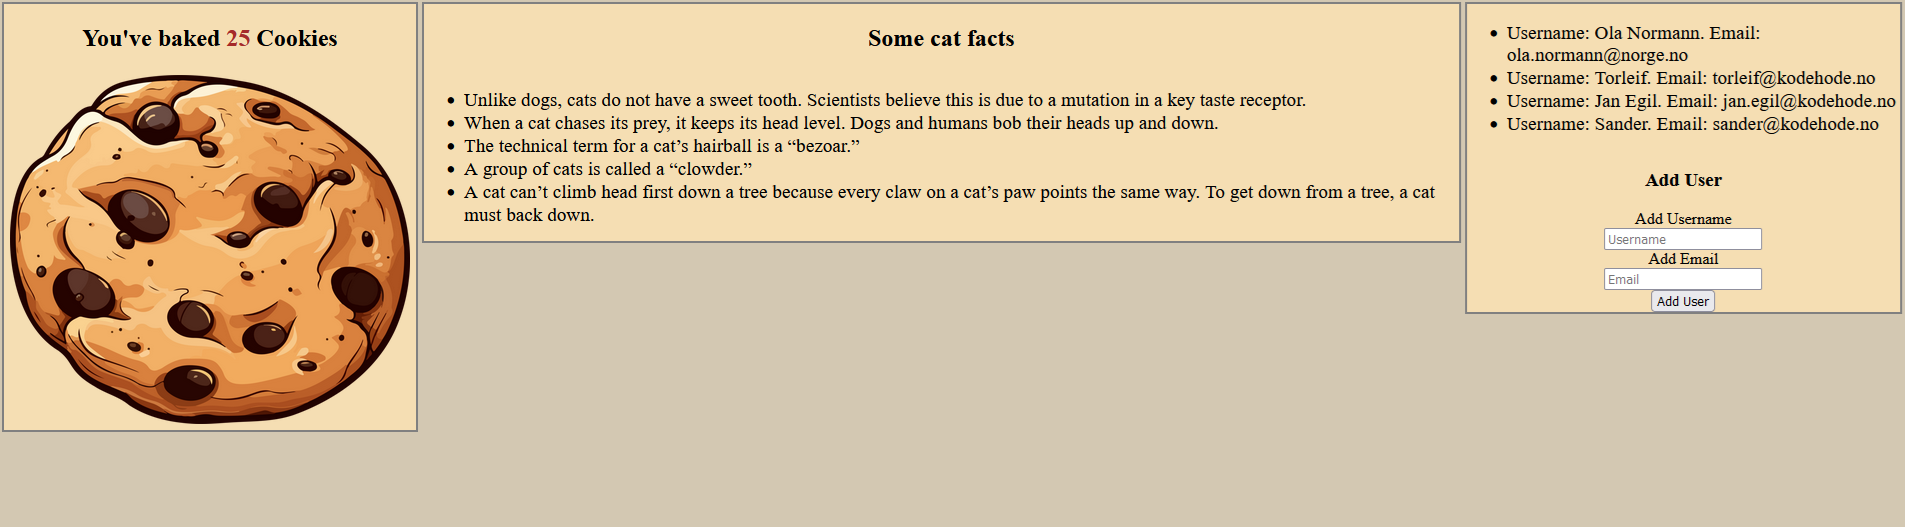 You've baked 25 Cookies
Some cat facts
• Unlike dogs, cats do not have a sweet tooth. Scientists believe this is due to a mutation in a key taste receptor.
• When a cat chases its prey, it keeps its head level. Dogs and humans bob their heads up and down.
• The technical term for a cat’s hairball is a “bezoar.”
• A group of cats is called a “clowder.”
• A cat can’t climb head first down a tree because every claw on a cat’s paw points the same way. To get down from a tree, a cat
must back down.
• Username: Ola Normann. Email:
ola.normann@norge.no
• Username: Torleif. Email: torleif@kodehode.no
• Username: Jan Egil. Email: jan.egil@kodehode.no
• Username: Sander. Email: sander@kodehode.no
Add User
Add Username
Username
Add Email
Email
Add User